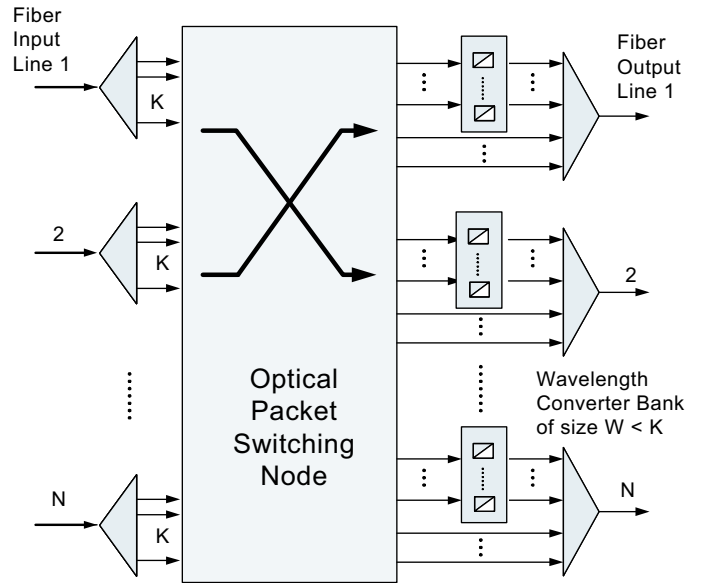 Fiber
Input
Line 1
K
2
K
N
K
Optical
Packet
Switching
Node
Fiber
Output
Line 1
2
Wavelength
Converter Bank
of size W < K
N